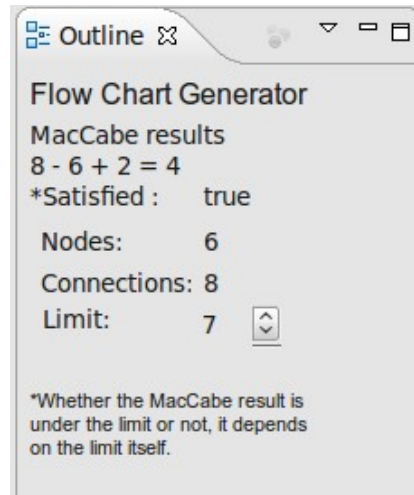 Outline
Flow Chart Generator
MacCabe results
8 - 6 + 2 = 4
*Satisfied : true
Nodes: 6
Connections: 8
Limit: 7
*Whether the MacCabe result is
under the limit or not, it depends
on the limit itself.